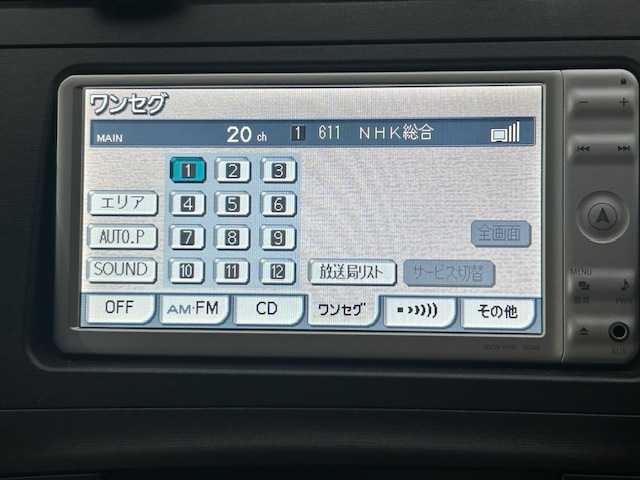 ワンセグ
MAIN 20 ch 1 611 NHK総合
1 2 3
エリア 4 5 6
AUTO.P 7 8 9 全画面
SOUND 10 11 12 放送局リスト サービス切替
OFF AM·FM CD ワンセグ その他
MENU